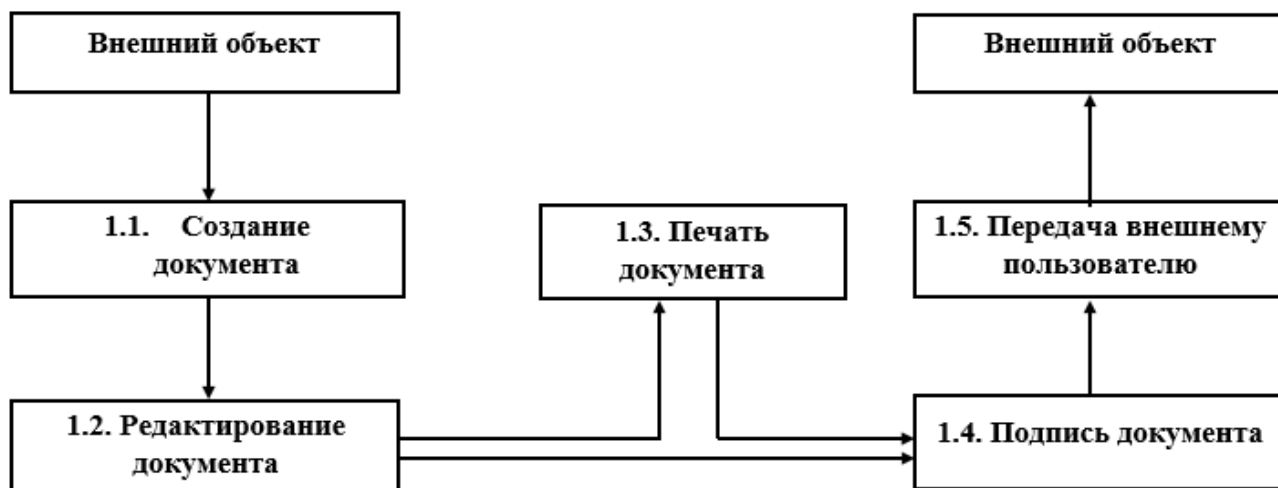 Внешний объект
Внешний объект
1.1. Создание
документа
1.3. Печать
документа
1.5. Передача внешнему
пользователю
1.2. Редактирование
документа
1.4. Подпись документа